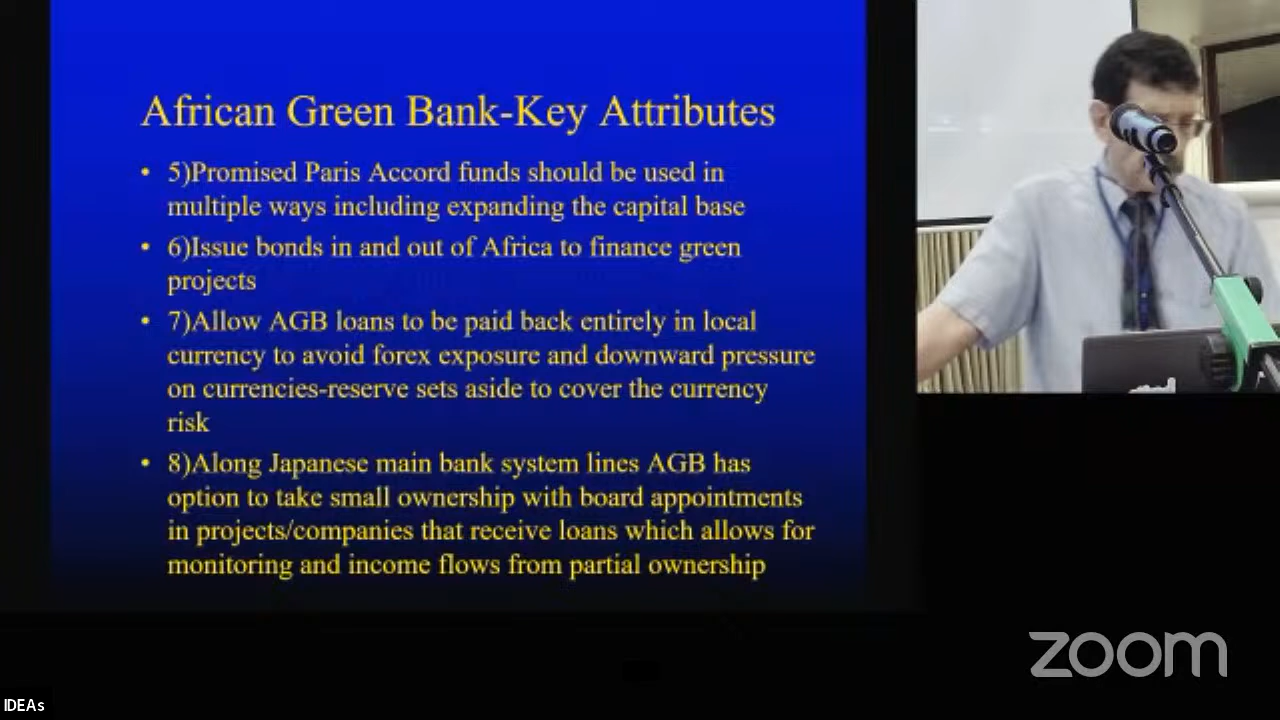 African Green Bank-Key Attributes
• 5)Promised Paris Accord funds should be used in
multiple ways including expanding the capital base
• 6)Issue bonds in and out of Africa to finance green
projects
• 7)Allow AGB loans to be paid back entirely in local
currency to avoid forex exposure and downward pressure
on currencies-reserve sets aside to cover the currency
risk
• 8)Along Japanese main bank system lines AGB has
option to take small ownership with board appointments
in projects/companies that receive loans which allows for
monitoring and income flows from partial ownership
zoom
IDEAs